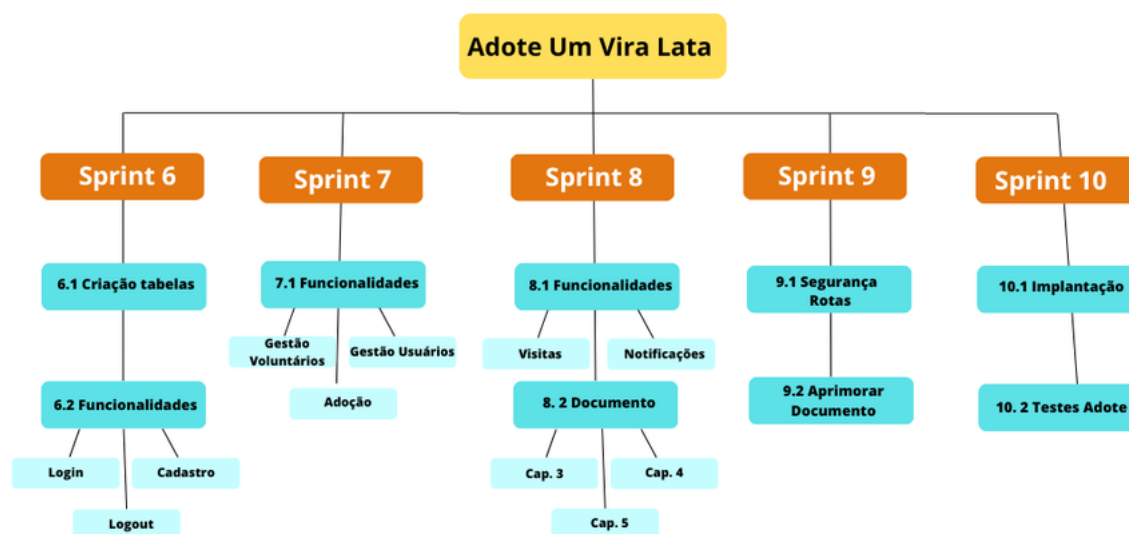 Adote Um Vira Lata
Sprint 6
Sprint 7
Sprint 8
Sprint 9
Sprint 10
6.1 Criação tabelas
7.1 Funcionalidades
8.1 Funcionalidades
9.1 Segurança
Rotas
10.1 Implantação
Gestão
Voluntários
Gestão Usuários
Visitas
Notificações
Adoção
6.2 Funcionalidades
8. 2 Documento
9.2 Aprimorar
Documento
10. 2 Testes Adote
Login
Cadastro
Cap. 3
Cap. 4
Logout
Cap. 5